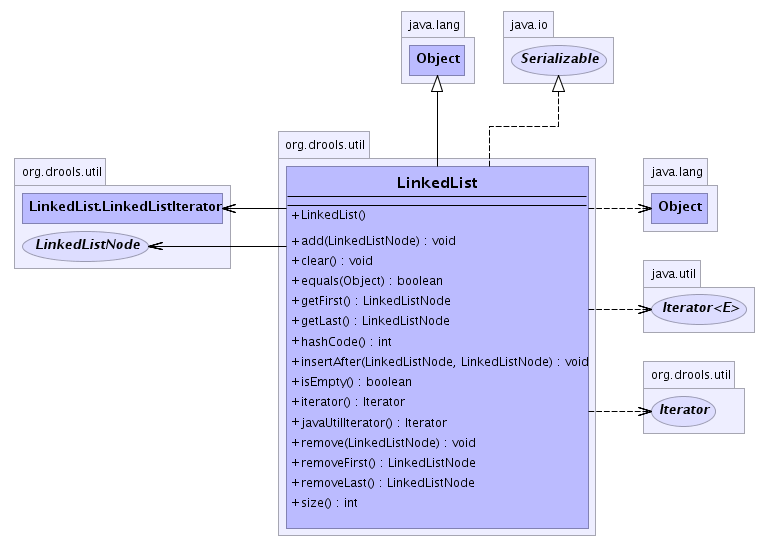 java.lang
Object
java.io
Serializable
org.drools.util
LinkedList.LinkedListIterator
LinkedListNode
org.drools.util
LinkedList
+ LinkedList()
+ add(LinkedListNode) : void
+ clear() : void
+ equals(Object) : boolean
+ getFirst() : LinkedListNode
+ getLast() : LinkedListNode
+ hashCode() : int
+ insertAfter(LinkedListNode, LinkedListNode) : void
+ isEmpty() : boolean
+ iterator() : Iterator
+ javaUtilIterator() : Iterator
+ remove(LinkedListNode) : void
+ removeFirst() : LinkedListNode
+ removeLast() : LinkedListNode
+ size() : int
java.lang
Object
java.util
Iterator<E>
org.drools.util
Iterator